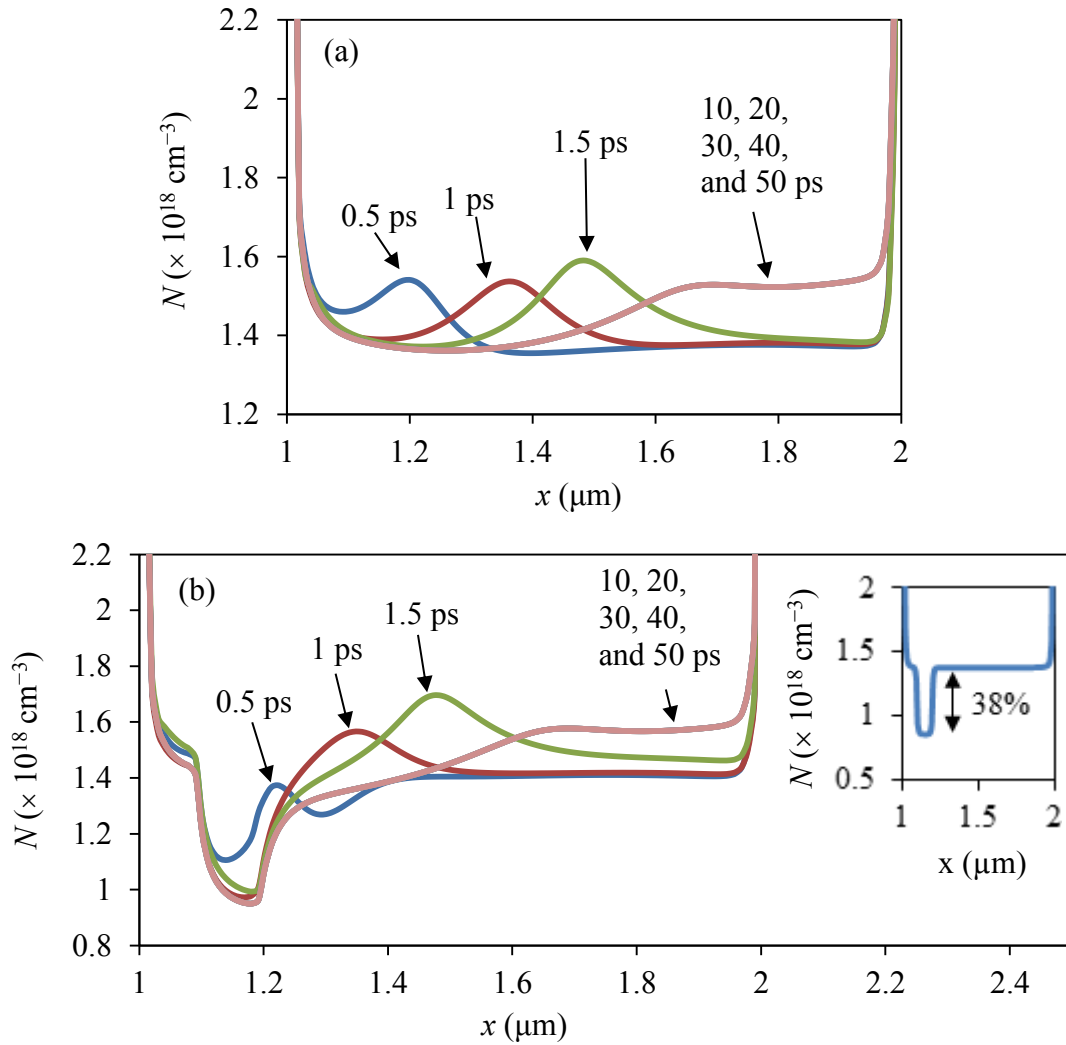 (a)
2.2
2
1.8
1.6
1.4
1.2
N (× 10¹⁸ cm⁻³)
0.5 ps
1 ps
1.5 ps
10, 20,
30, 40,
and 50 ps
1 1.2 1.4 1.6 1.8 2
x (μm)
(b)
2.2
2
1.8
1.6
1.4
1.2
1
0.8
N (× 10¹⁸ cm⁻³)
0.5 ps
1 ps
1.5 ps
10, 20,
30, 40,
and 50 ps
1 1.2 1.4 1.6 1.8 2 2.2 2.4
x (μm)
2
1.5
1
0.5
N (× 10¹⁸ cm⁻³)
38%
1 1.5 2
x (μm)